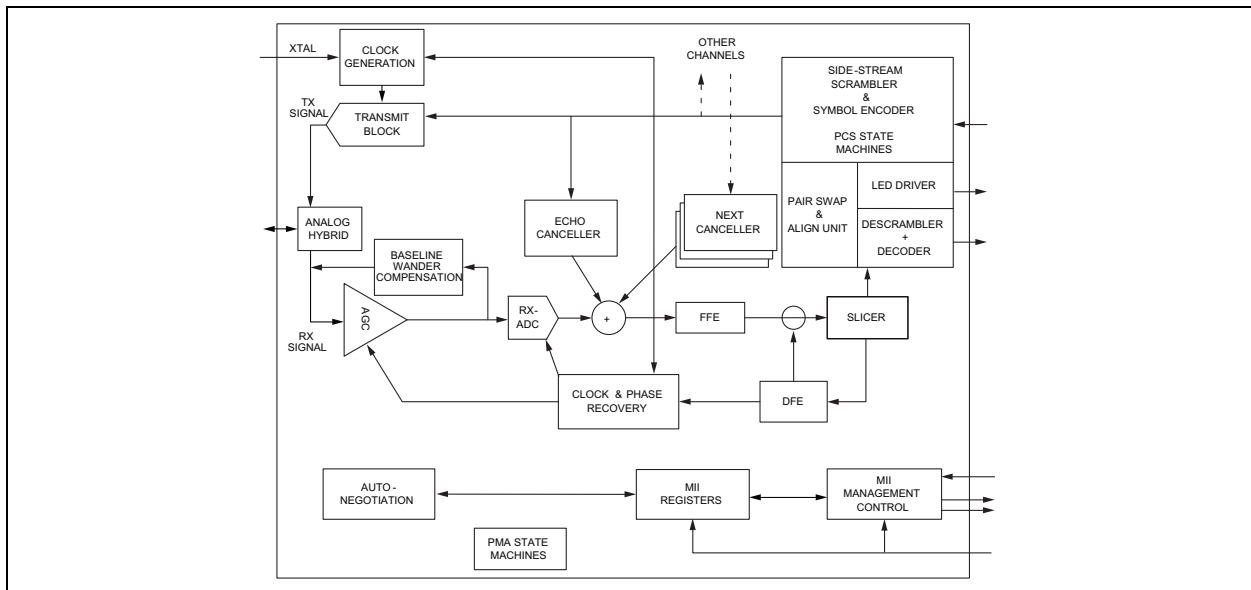 XTAL
CLOCK
GENERATION
OTHER
CHANNELS
SIDE-STREAM
SCRAMBLER
&
SYMBOL ENCODER
PCS STATE
MACHINES
TX
SIGNAL
TRANSMIT
BLOCK
PAIR SWAP
&
ALIGN UNIT
LED DRIVER
DESCRAMBLER
+
DECODER
ANALOG
HYBRID
ECHO
CANCELLER
NEXT
CANCELLER
BASELINE
WANDER
COMPENSATION
AGC
RX
SIGNAL
RX-
ADC
+
FFE
SLICER
CLOCK & PHASE
RECOVERY
DFE
AUTO-
NEGOTIATION
MII
REGISTERS
MII
MANAGEMENT
CONTROL
PMA STATE
MACHINES